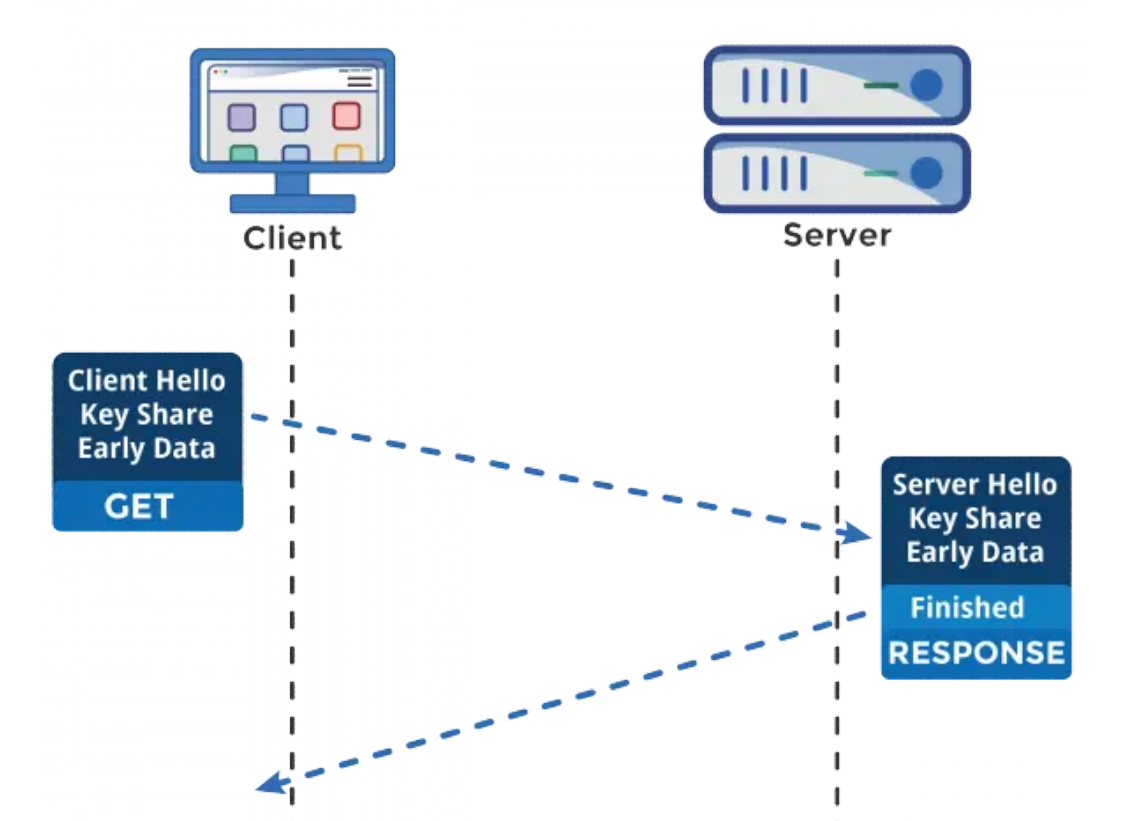 Client
Server
Client Hello
Key Share
Early Data
GET
Server Hello
Key Share
Early Data
Finished
RESPONSE